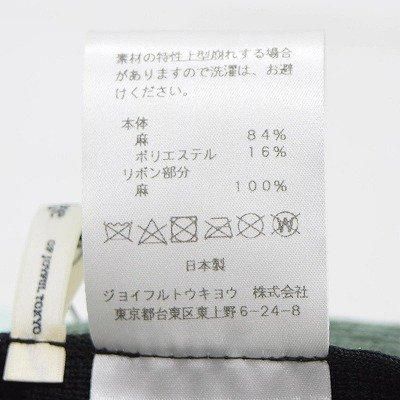 素材の特性上型崩れする場合
がありますので洗濯は、お避
けください。
本体
麻 84%
ポリエステル 16%
リボン部分
麻 100%
W
日本製
ジョイフルトウキョウ 株式会社
東京都台東区東上野6-24-8
JOYFUL TOKYO